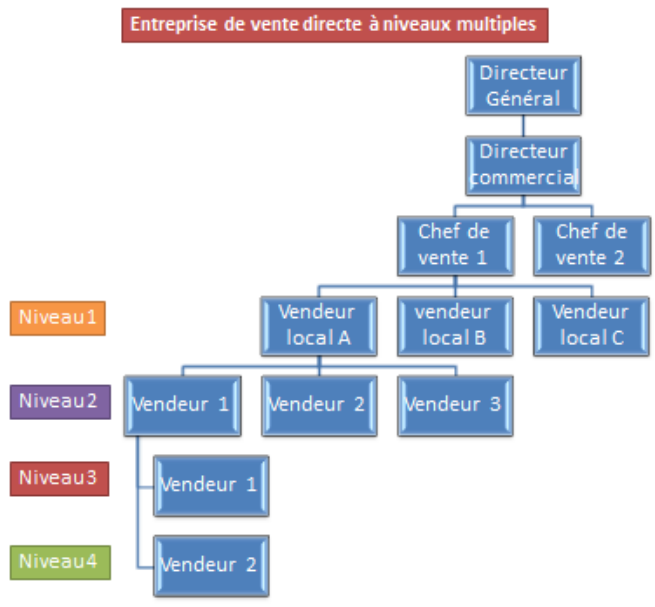 Entreprise de vente directe à niveaux multiples
Directeur
Général
Directeur
commercial
Chef de
vente 1
Chef de
vente 2
Niveau1
Vendeur
local A
vendeur
local B
Vendeur
local C
Niveau2
Vendeur 1
Vendeur 2
Vendeur 3
Niveau3
Vendeur 1
Niveau4
Vendeur 2